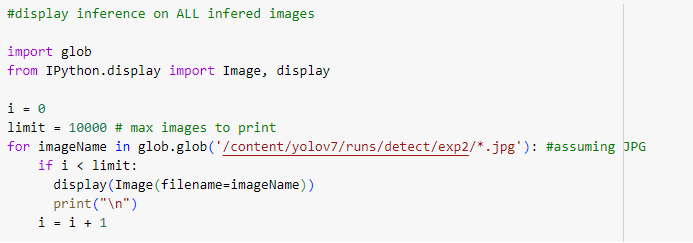 #display inference on ALL infered images

import glob
from IPython.display import Image, display

i = 0
limit = 10000 # max images to print
for imageName in glob.glob('/content/yolov7/runs/detect/exp2/*.jpg'): #assuming JPG
    if i < limit:
      display(Image(filename=imageName))
      print("\n")
    i = i + 1